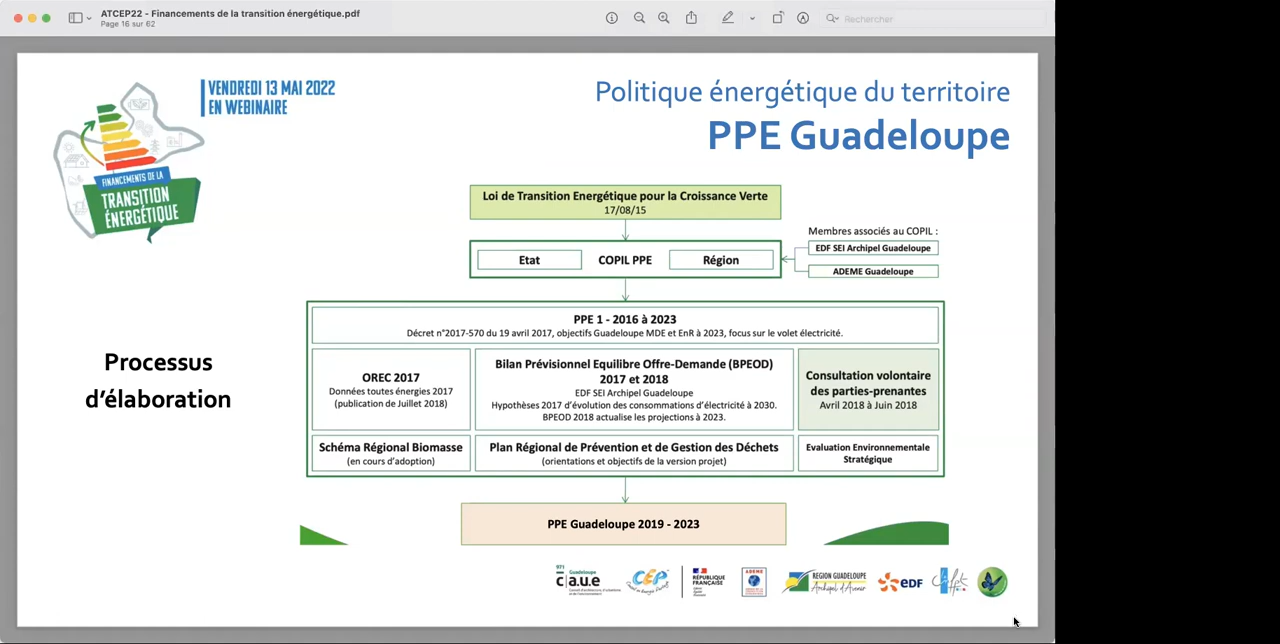 ATCEP22 - Financements de la transition énergétique.pdf
Page 16 sur 62
Rechercher
VENDREDI 13 MAI 2022
EN WEBINAIRE
Politique énergétique du territoire
PPE Guadeloupe
FINANCEMENTS DE LA
TRANSITION
ÉNERGÉTIQUE
Loi de Transition Energétique pour la Croissance Verte
17/08/15
Membres associés au COPIL :
EDF SEI Archipel Guadeloupe
ADEME Guadeloupe
Etat
COPIL PPE
Région
Processus
d’élaboration
PPE 1 - 2016 à 2023
Décret n°2017-570 du 19 avril 2017, objectifs Guadeloupe MDE et EnR à 2023, focus sur le volet électricité.
OREC 2017
Données toutes énergies 2017
(publication de Juillet 2018)
Bilan Prévisionnel Equilibre Offre-Demande (BPEOD)
2017 et 2018
EDF SEI Archipel Guadeloupe
Hypothèses 2017 d’évolution des consommations d’électricité à 2030.
BPEOD 2018 actualise les projections à 2023.
Consultation volontaire
des parties-prenantes
Avril 2018 à Juin 2018
Schéma Régional Biomasse
(en cours d’adoption)
Plan Régional de Prévention et de Gestion des Déchets
(orientations et objectifs de la version projet)
Evaluation Environnementale
Stratégique
PPE Guadeloupe 2019 - 2023
971
Guadeloupe
c|a.u.e
CEP
RÉPUBLIQUE
FRANÇAISE
ADEME
REGION GUADELOUPE
Archipel d'Avenir
EDF